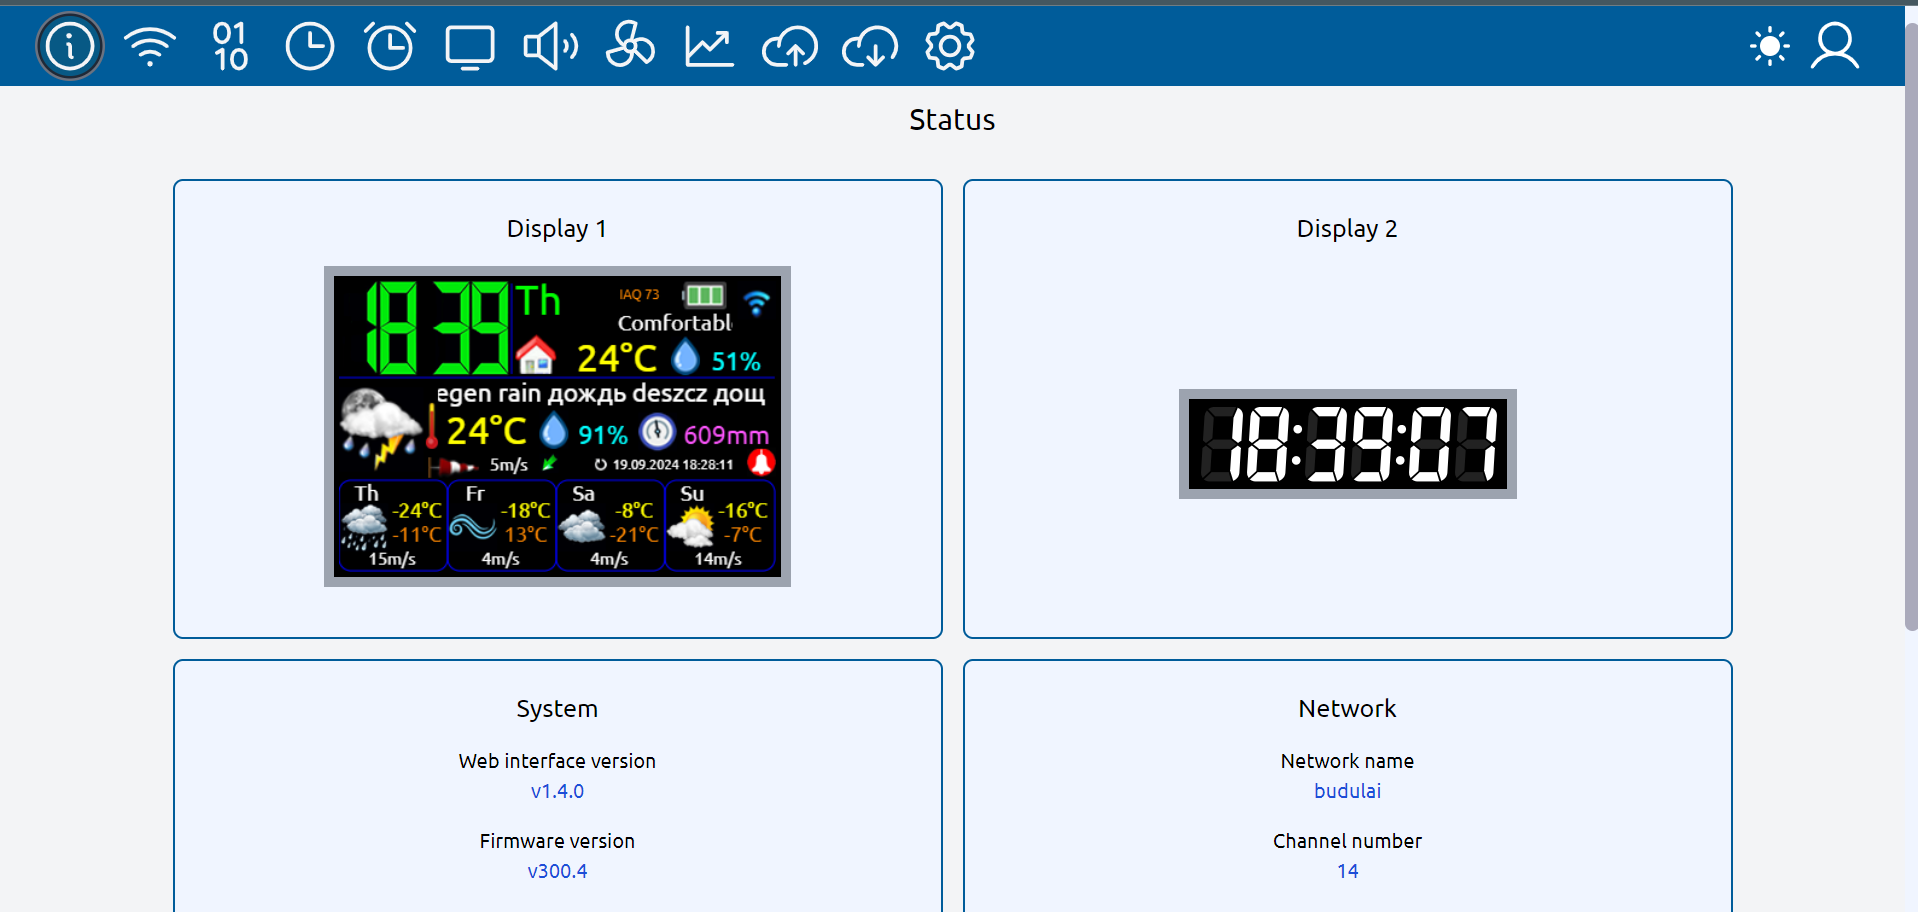 01
10
Status
Display 1
Display 2
18 39 Th
IAQ 73
Comfortabl
24°C 51%
egen rain дождь deszcz дощ
24°C 91% 609mm
5m/s 19.09.2024 18:28:11
Th Fr Sa Su
-24°C -18°C -8°C -16°C
-11°C 13°C -21°C -7°C
15m/s 4m/s 4m/s 14m/s
18:39:07
System
Web interface version
v1.4.0
Firmware version
v300.4
Network
Network name
budulai
Channel number
14